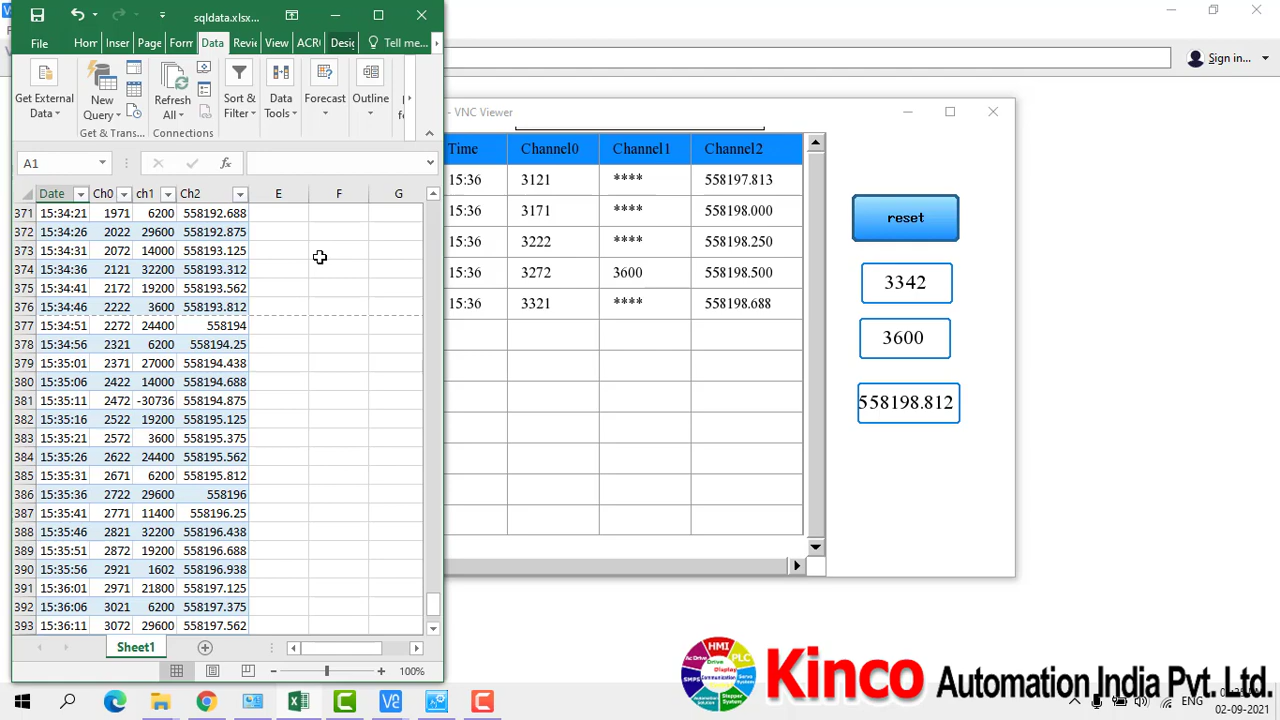 sqldata.xlsx...
File Horr Inser Page Forr Data Revi View ACR( Desig Tell me...
Get External Data
New Query
Refresh All
Sort & Filter
Data Tools
Forecast
Outline
Get & Trans... Connections
A1 fx
Date Ch0 ch1 Ch2 E F G
371 15:34:21 1971 6200 558192.688
372 15:34:26 2022 29600 558192.875
373 15:34:31 2072 14000 558193.125
374 15:34:36 2121 32200 558193.312
375 15:34:41 2172 19200 558193.562
376 15:34:46 2222 3600 558193.812
377 15:34:51 2272 24400 558194
378 15:34:56 2321 6200 558194.25
379 15:35:01 2371 27000 558194.438
380 15:35:06 2422 14000 558194.688
381 15:35:11 2472 -30736 558194.875
382 15:35:16 2522 19200 558195.125
383 15:35:21 2572 3600 558195.375
384 15:35:26 2622 24400 558195.562
385 15:35:31 2671 6200 558195.812
386 15:35:36 2722 29600 558196
387 15:35:41 2771 11400 558196.25
388 15:35:46 2821 32200 558196.438
389 15:35:51 2872 19200 558196.688
390 15:35:56 2921 1602 558196.938
391 15:36:01 2971 21800 558197.125
392 15:36:06 3021 6200 558197.375
393 15:36:11 3072 29600 558197.562
Sheet1
100%
Sign in...
- VNC Viewer
Time Channel0 Channel1 Channel2
15:36 3121 **** 558197.813
15:36 3171 **** 558198.000
15:36 3222 **** 558198.250
15:36 3272 3600 558198.500
15:36 3321 **** 558198.688
reset
3342
3600
558198.812
HMI PLC
Kinco Automation India Pvt. Ltd.
ENG
02-09-2021